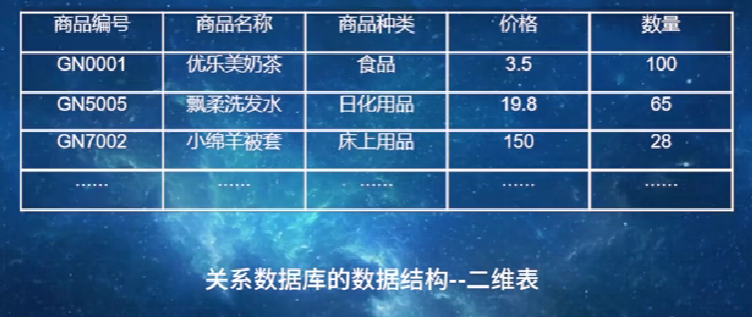 商品编号 商品名称 商品种类 价格 数量
GN0001 优乐美奶茶 食品 3.5 100
GN5005 飘柔洗发水 日化用品 19.8 65
GN7002 小绵羊被套 床上用品 150 28
...... ...... ...... ...... ......
关系数据库的数据结构--二维表